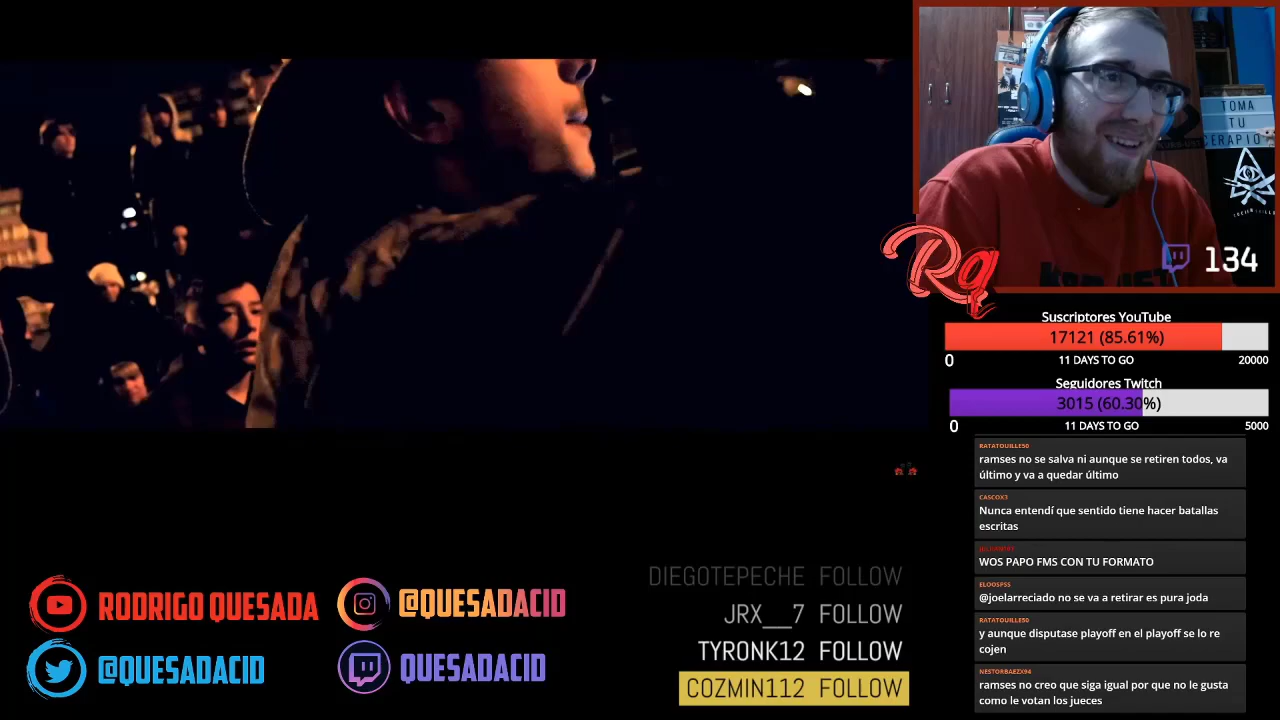 TOMA
TU
Rq
134
Suscriptores YouTube
17121 (85.61%)
0
11 DAYS TO GO
20000
Seguidores Twitch
3015 (60.30%)
0
11 DAYS TO GO
5000
RATATOUILLE50
ramses no se salva ni aunque se retiren todos, va
último y va a quedar último
CASCOX3
Nunca entendí que sentido tiene hacer batallas
escritas
WOS PAPO FMS CON TU FORMATO
ELOOSPSS
@joelarreciado no se va a retirar es pura joda
RATATOUILLE50
y aunque disputase playoff en el playoff se lo re
cojen
NESTORBAEZX94
ramses no creo que siga igual por que no le gusta
como le votan los jueces
DIEGOTEPECHE FOLLOW
JRX__7 FOLLOW
TYRONK12 FOLLOW
COZMIN112 FOLLOW
RODRIGO QUESADA
@QUESADACID
@QUESADACID
QUESADACID